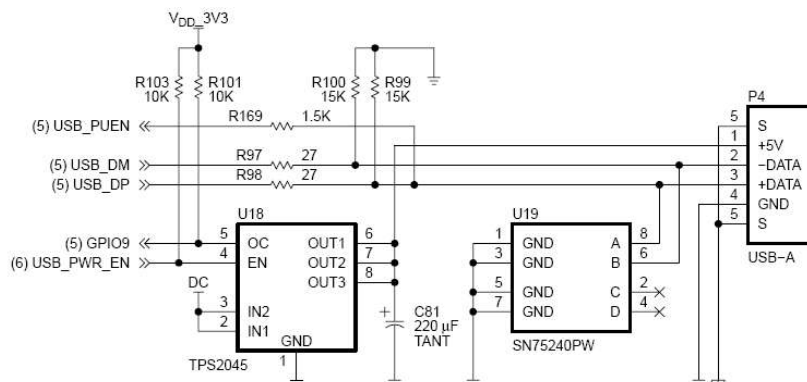 VDD_3V3
R103
10K
R101
10K
R100
15K
R99
15K
P4
(5) USB_PUEN
R169
1.5K
5
S
1
+5V
(5) USB_DM
R97
27
2
−DATA
(5) USB_DP
R98
27
3
+DATA
4
GND
5
S
USB−A
U18
U19
(5) GPIO9
5
OC
OUT1
6
(6) USB_PWR_EN
4
EN
OUT2
7
OUT3
8
DC
3
IN2
2
IN1
GND
1
TPS2045
+
C81
220 μF
TANT
1
GND
A
8
3
GND
B
6
5
GND
C
2
7
GND
D
4
SN75240PW